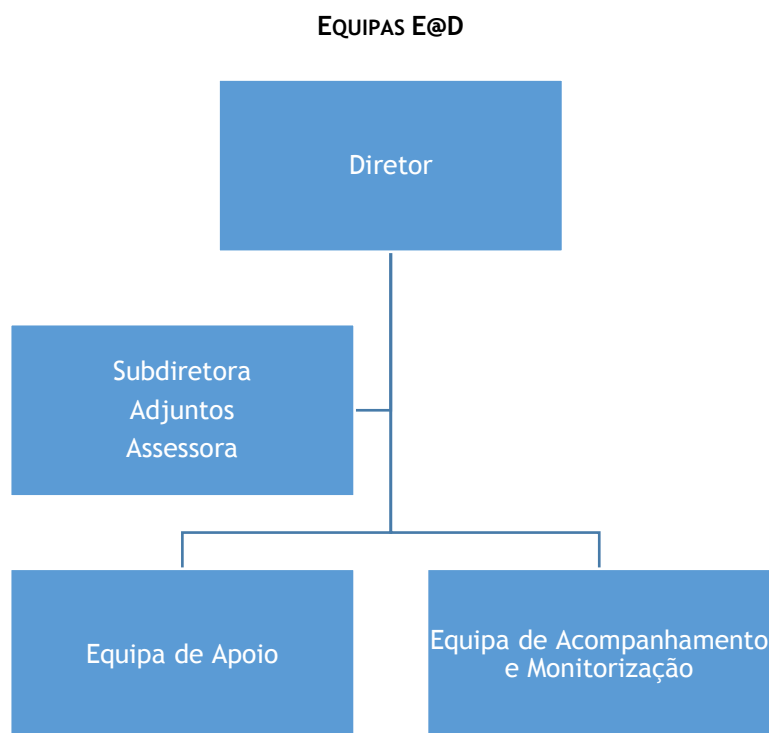 EQUIPAS E@D
Diretor
Subdiretora
Adjuntos
Assessora
Equipa de Apoio
Equipa de Acompanhamento
e Monitorização